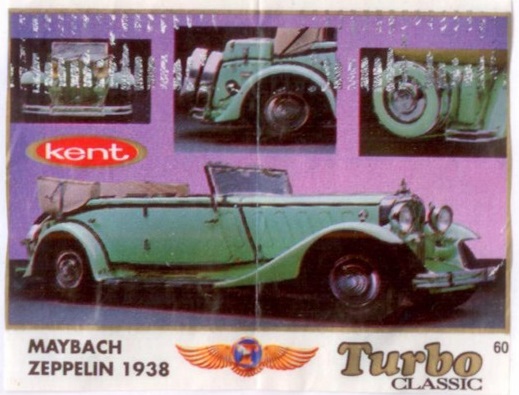 kent
MAYBACH
ZEPPELIN 1938
Turbo
CLASSIC
60